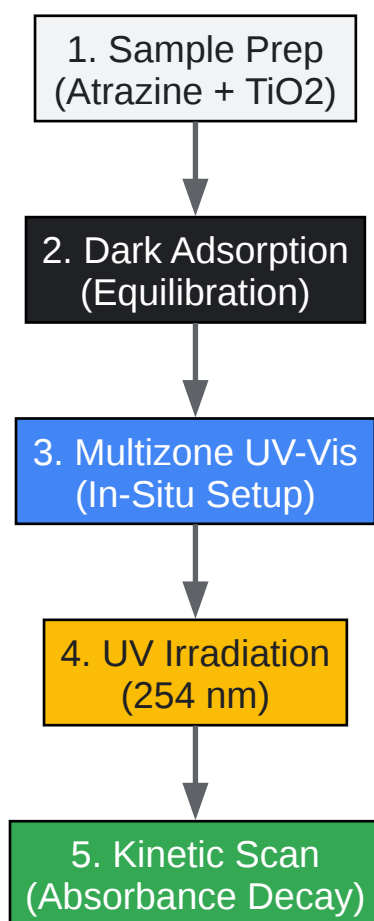 1. Sample Prep
(Atrazine + TiO2)
2. Dark Adsorption
(Equilibration)
3. Multizone UV-Vis
(In-Situ Setup)
4. UV Irradiation
(254 nm)
5. Kinetic Scan
(Absorbance Decay)